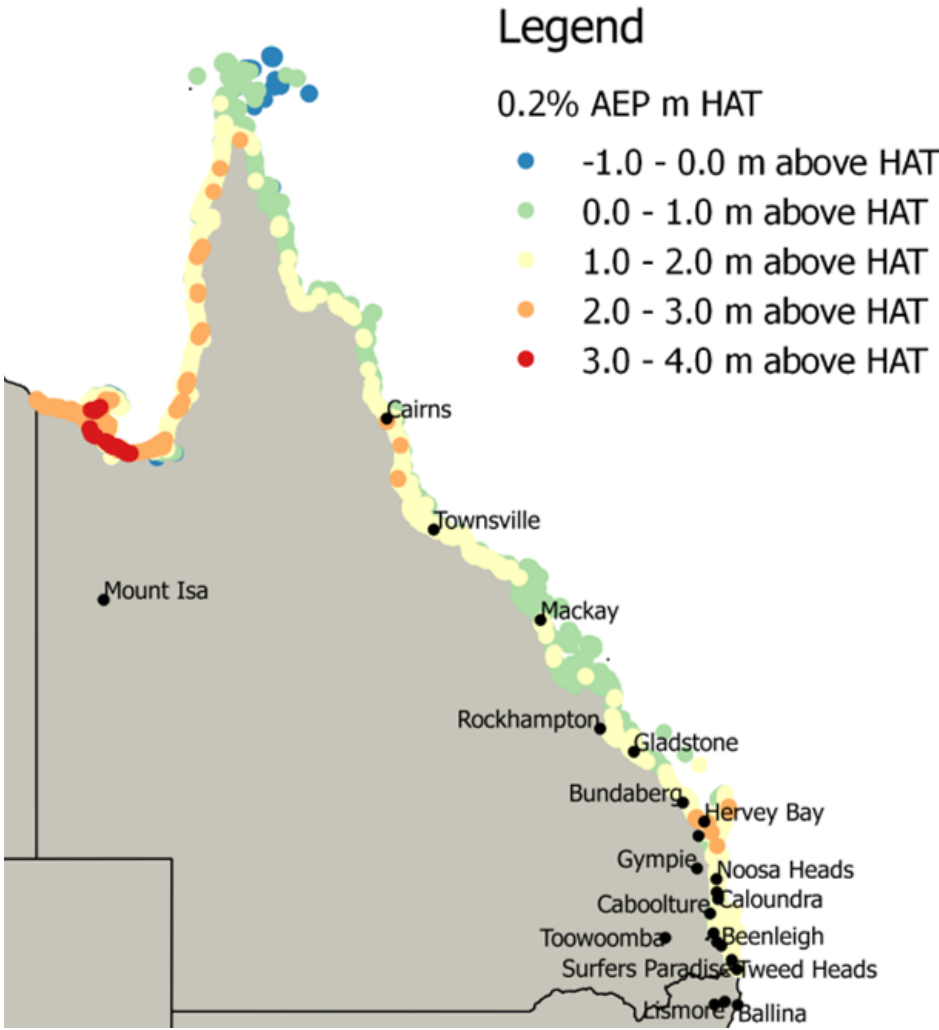 Legend
0.2% AEP m HAT
-1.0 - 0.0 m above HAT
0.0 - 1.0 m above HAT
1.0 - 2.0 m above HAT
2.0 - 3.0 m above HAT
3.0 - 4.0 m above HAT
Cairns
Townsville
Mount Isa
Mackay
Rockhampton
Gladstone
Bundaberg
Hervey Bay
Gympie
Noosa Heads
Caboolture
Caloundra
Toowoomba
Beenleigh
Surfers Paradise
Tweed Heads
Lismore
Ballina